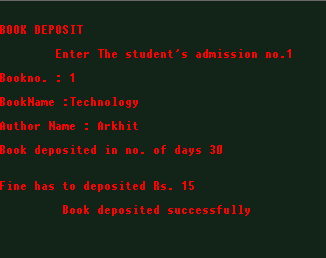 BOOK DEPOSIT
Enter The student's admission no.1
Bookno. : 1
BookName :Technology
Author Name : Arkhit
Book deposited in no. of days 30
Fine has to deposited Rs. 15
Book deposited successfully